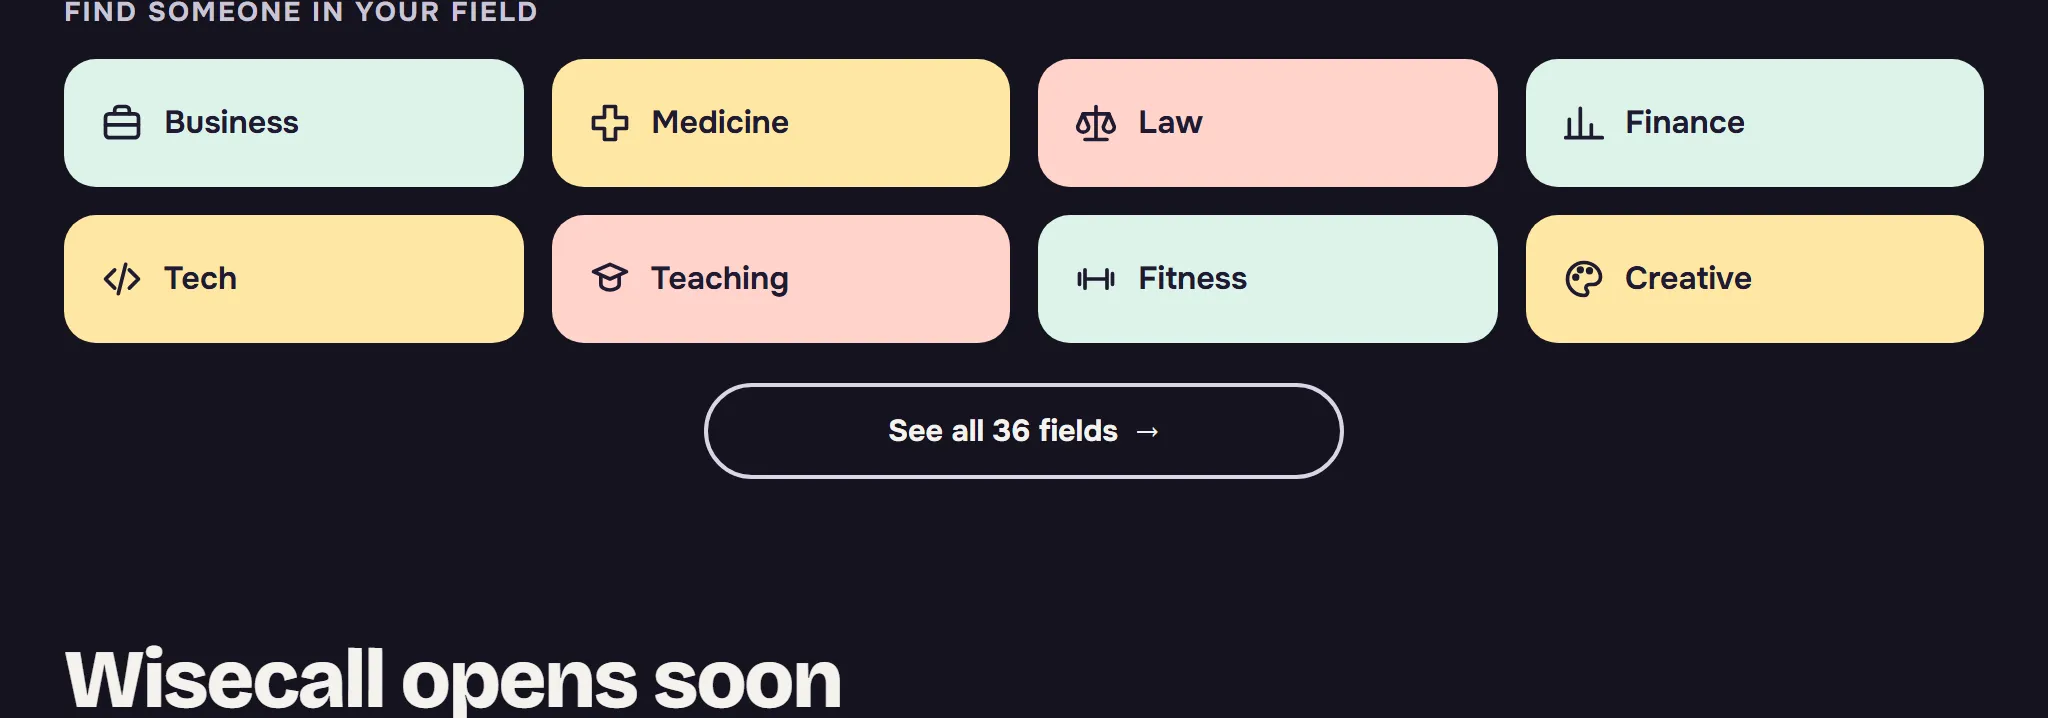 FIND SOMEONE IN YOUR FIELD
Business
Medicine
Law
Finance
Tech
Teaching
Fitness
Creative
See all 36 fields →
Wisecall opens soon